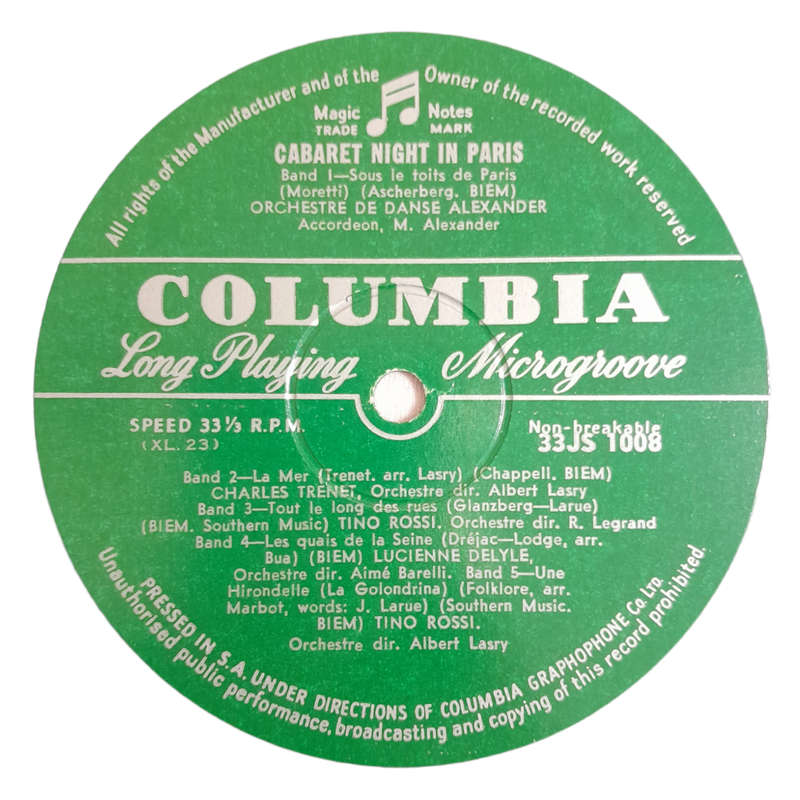 All rights of the Manufacturer and of the Owner of the recorded work reserved
Magic Notes
TRADE MARK
CABARET NIGHT IN PARIS
Band 1—Sous le toits de Paris
(Moretti) (Ascherberg. BIEM)
ORCHESTRE DE DANSE ALEXANDER
Accordeon, M. Alexander
COLUMBIA
Long Playing Microgroove
SPEED 33⅓ R.P.M. Non-breakable
(XL. 23) 33JS 1008
Band 2—La Mer (Trenet. arr. Lasry) (Chappell. BIEM)
CHARLES TRENET, Orchestre dir. Albert Lasry
Band 3—Tout le long des rues (Glanzberg—Larue)
(BIEM. Southern Music) TINO ROSSI. Orchestre dir. R. Legrand
Band 4—Les quais de la Seine (Dréjac—Lodge, arr.
Bua) (BIEM) LUCIENNE DELYLE,
Orchestre dir. Aimé Barelli. Band 5—Une
Hirondelle (La Golondrina) (Folklore, arr.
Marbot, words: J. Larue) (Southern Music.
BIEM) TINO ROSSI.
Orchestre dir. Albert Lasry
PRESSED IN S.A. UNDER DIRECTIONS OF COLUMBIA GRAPHOPHONE Co. Ltd.
Unauthorised public performance, broadcasting and copying of this record prohibited.